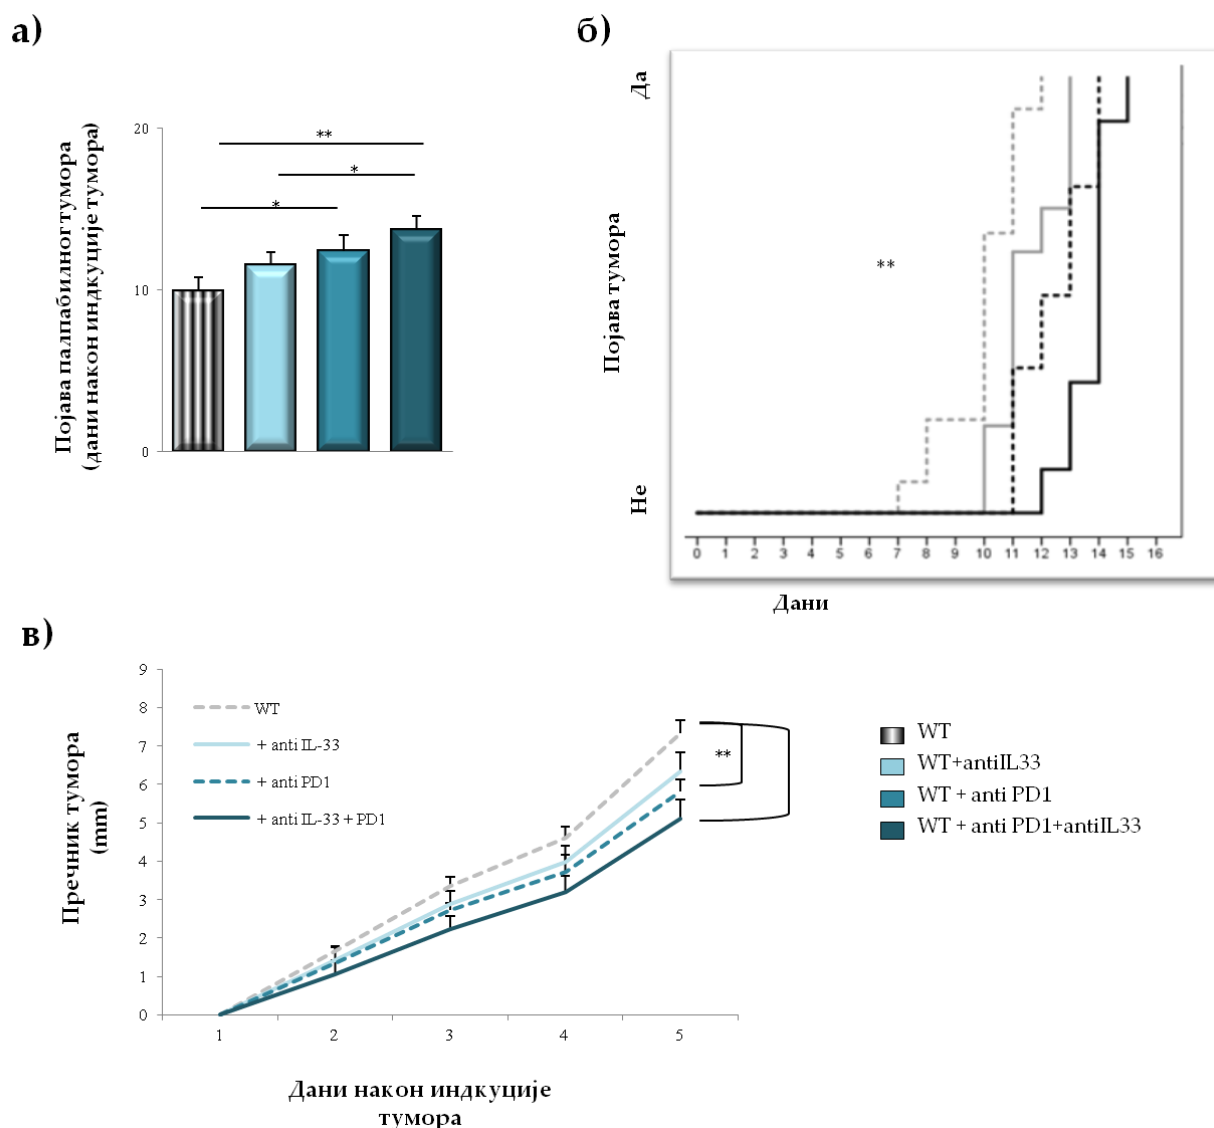 а)
Појава палпабилног тумора
(дани након индкуције тумора)
20
10
0
**
*
*
б)
Појава тумора
Да
Не
**
0 1 2 3 4 5 6 7 8 9 10 11 12 13 14 15 16
Дани
в)
Пречник тумора
(mm)
9
8
7
6
5
4
3
2
1
0
WT
+ anti IL-33
+ anti PD1
+ anti IL-33 + PD1
**
1 2 3 4 5
Дани након индкуције
тумора
WT
WT+antiIL33
WT + anti PD1
WT + anti PD1+antiIL33